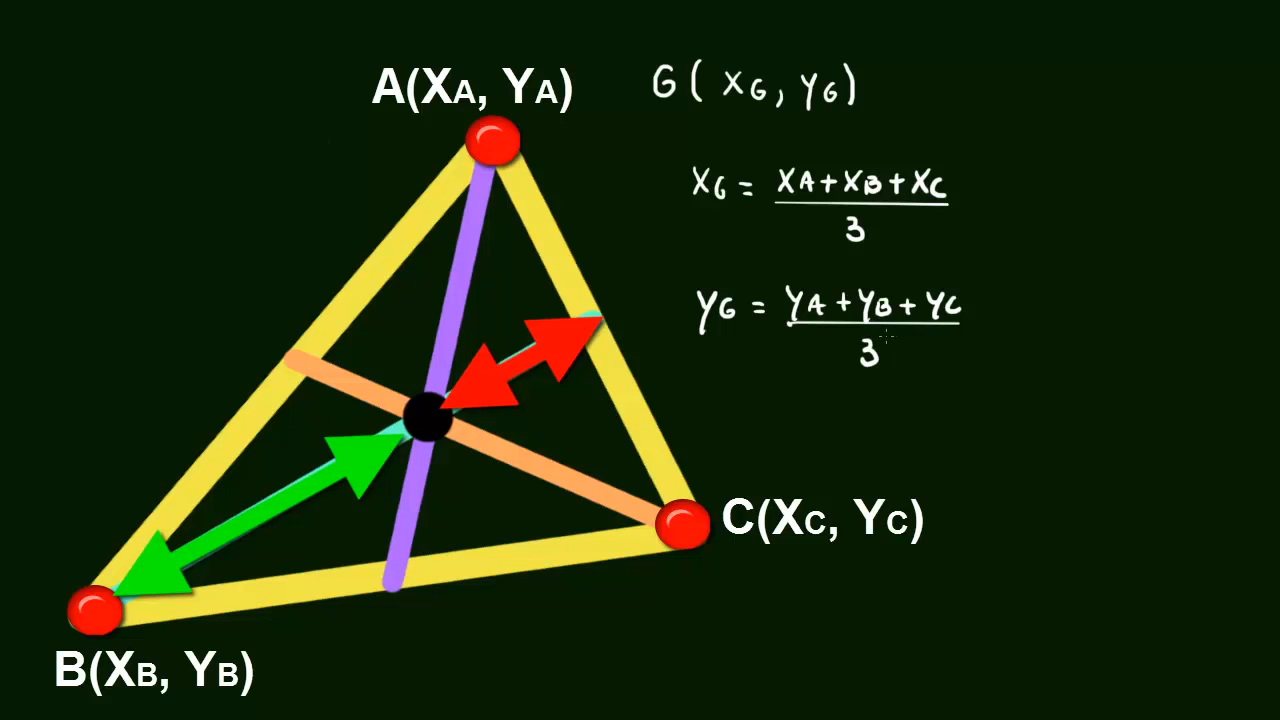 A(XA, YA)
G( XG, YG)
XG = XA+XB+XC
3
YG = YA+YB+YC
3
C(XC, YC)
B(XB, YB)